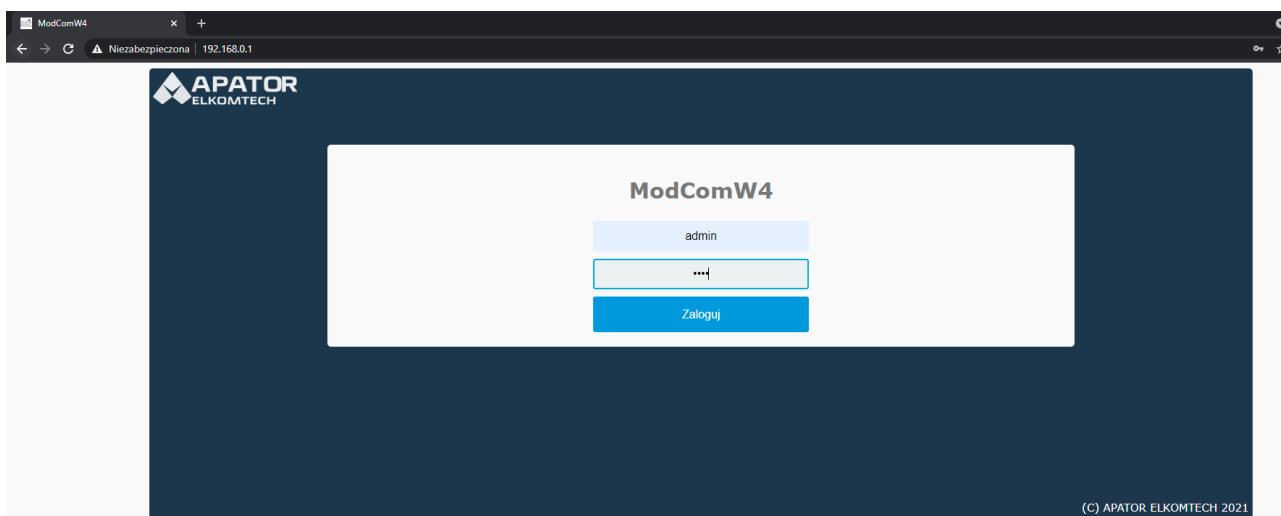 ModComW4
Niezabezpieczona | 192.168.0.1
APATOR
ELKOMTECH
ModComW4
admin
••••
Zaloguj
(C) APATOR ELKOMTECH 2021